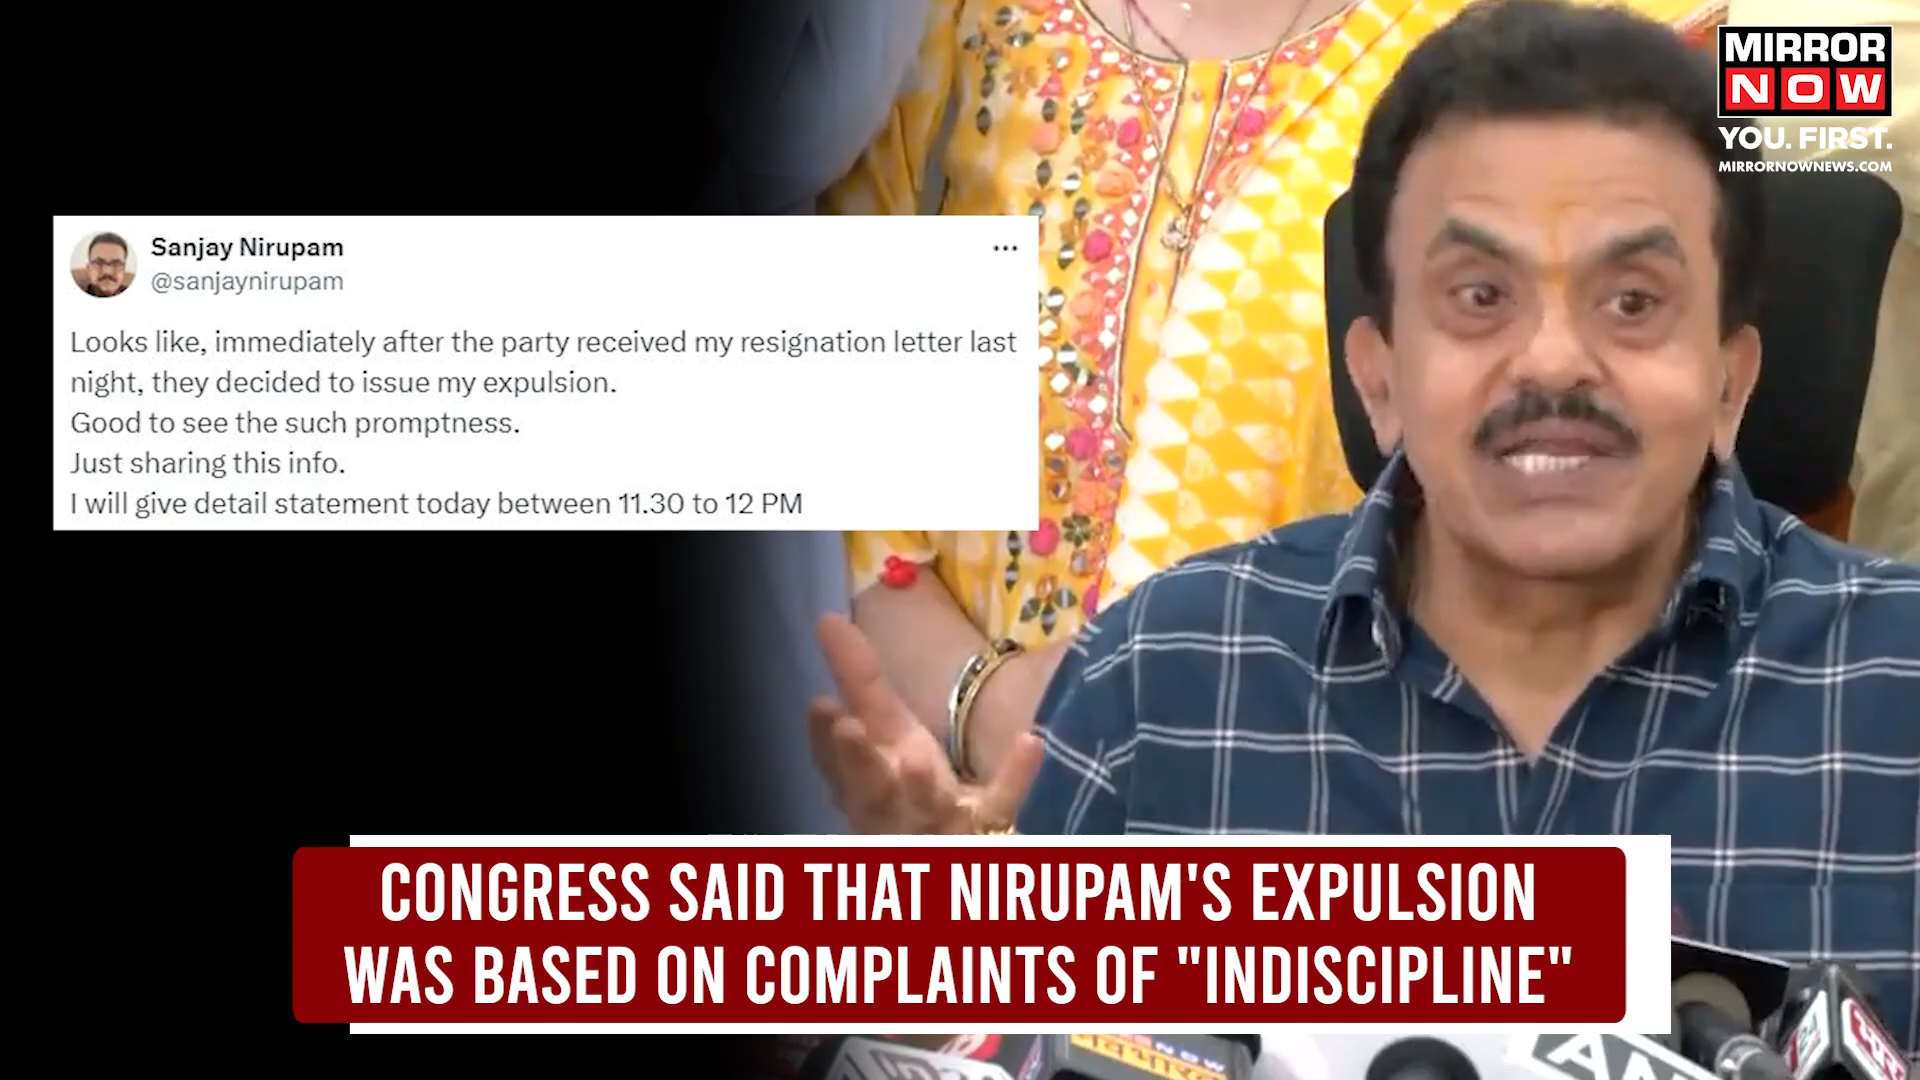 MIRROR
NOW
YOU. FIRST.
MIRRORNOWNEWS.COM
Sanjay Nirupam
@sanjaynirupam
Looks like, immediately after the party received my resignation letter last
night, they decided to issue my expulsion.
Good to see the such promptness.
Just sharing this info.
I will give detail statement today between 11.30 to 12 PM
CONGRESS SAID THAT NIRUPAM'S EXPULSION
WAS BASED ON COMPLAINTS OF "INDISCIPLINE"